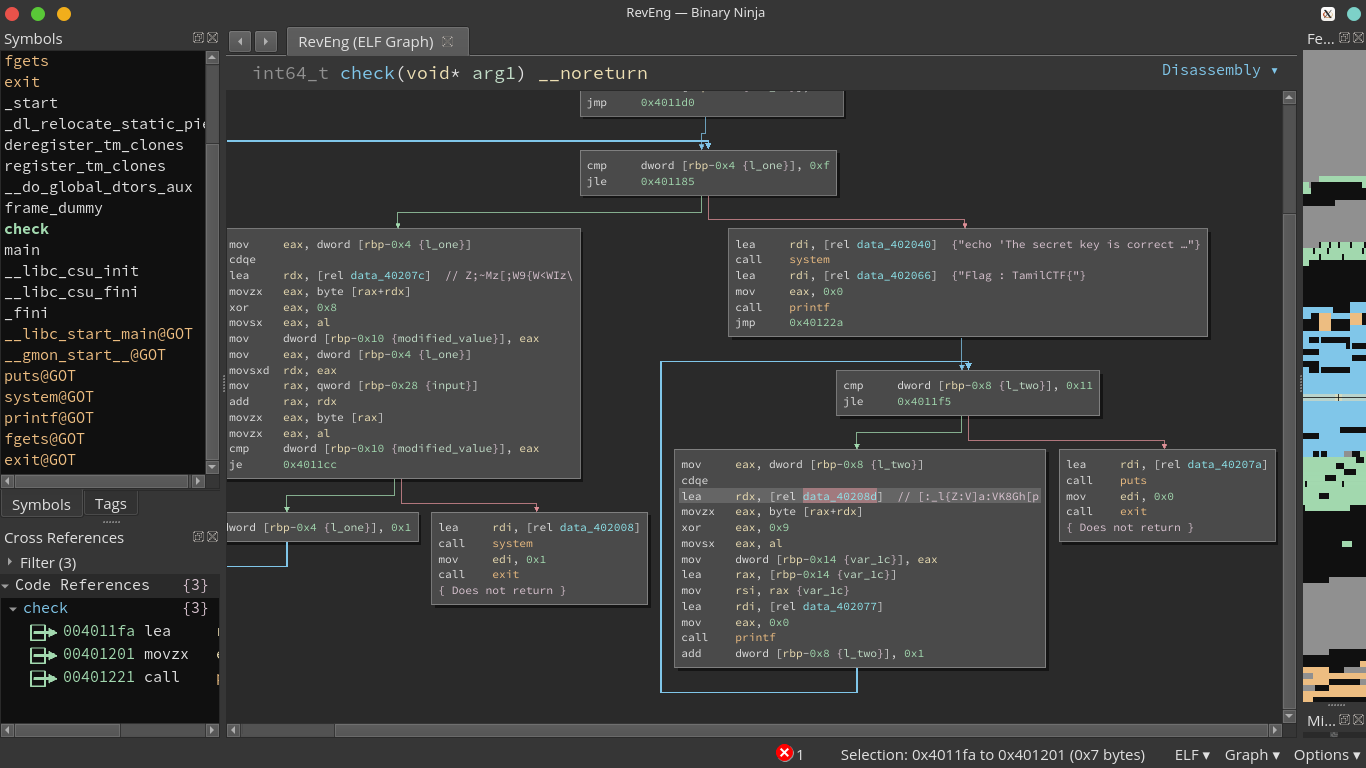 RevEng — Binary Ninja
Symbols
fgets
exit
_start
_dl_relocate_static_pie
deregister_tm_clones
register_tm_clones
__do_global_dtors_aux
frame_dummy
check
main
__libc_csu_init
__libc_csu_fini
_fini
__libc_start_main@GOT
__gmon_start__@GOT
puts@GOT
system@GOT
printf@GOT
fgets@GOT
exit@GOT
Symbols Tags
Cross References
Filter (3)
Code References {3}
check {3}
004011fa lea
00401201 movzx
00401221 call
RevEng (ELF Graph)
int64_t check(void* arg1) __noreturn
Disassembly ▾
jmp 0x4011d0
cmp dword [rbp-0x4 {l_one}], 0xf
jle 0x401185
mov eax, dword [rbp-0x4 {l_one}]
cdqe
lea rdx, [rel data_40207c] // Z;~Mz[;W9{W<WIz\
movzx eax, byte [rax+rdx]
xor eax, 0x8
movsx eax, al
mov dword [rbp-0x10 {modified_value}], eax
mov eax, dword [rbp-0x4 {l_one}]
movsxd rdx, eax
mov rax, qword [rbp-0x28 {input}]
add rax, rdx
movzx eax, byte [rax]
movzx eax, al
cmp dword [rbp-0x10 {modified_value}], eax
je 0x4011cc
lea rdi, [rel data_402040] {"echo 'The secret key is correct …"}
call system
lea rdi, [rel data_402066] {"Flag : TamilCTF{"}
mov eax, 0x0
call printf
jmp 0x40122a
cmp dword [rbp-0x8 {l_two}], 0x11
jle 0x4011f5
dword [rbp-0x4 {l_one}], 0x1
lea rdi, [rel data_402008]
call system
mov edi, 0x1
call exit
{ Does not return }
mov eax, dword [rbp-0x8 {l_two}]
cdqe
lea rdx, [rel data_40208d] // [:_l{Z:V]a:VK8Gh[p
movzx eax, byte [rax+rdx]
xor eax, 0x9
movsx eax, al
mov dword [rbp-0x14 {var_1c}], eax
lea rax, [rbp-0x14 {var_1c}]
mov rsi, rax {var_1c}
lea rdi, [rel data_402077]
mov eax, 0x0
call printf
add dword [rbp-0x8 {l_two}], 0x1
lea rdi, [rel data_40207a]
call puts
mov edi, 0x0
call exit
{ Does not return }
Fe...
Mi...
1 Selection: 0x4011fa to 0x401201 (0x7 bytes) ELF ▾ Graph ▾ Options ▾